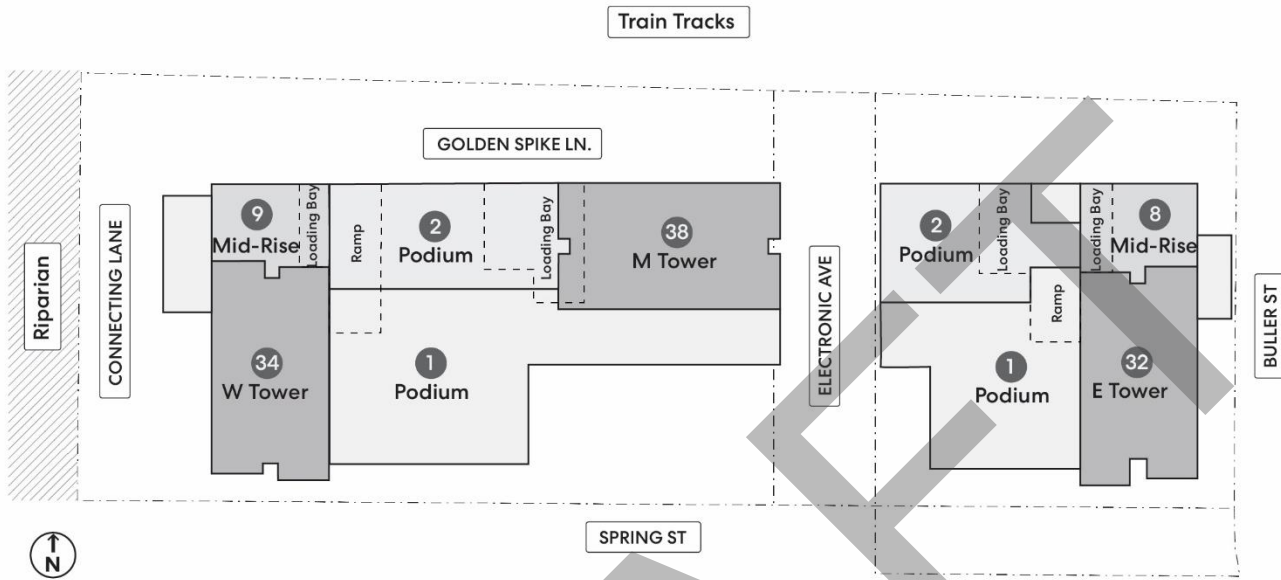 Train Tracks
GOLDEN SPIKE LN.
Riparian
CONNECTING LANE
9
Mid-Rise
Loading Bay
Ramp
2
Podium
Loading Bay
38
M Tower
34
W Tower
1
Podium
ELECTRONIC AVE
2
Podium
Loading Bay
Loading Bay
8
Mid-Rise
Ramp
1
Podium
32
E Tower
BULLER ST
SPRING ST
N